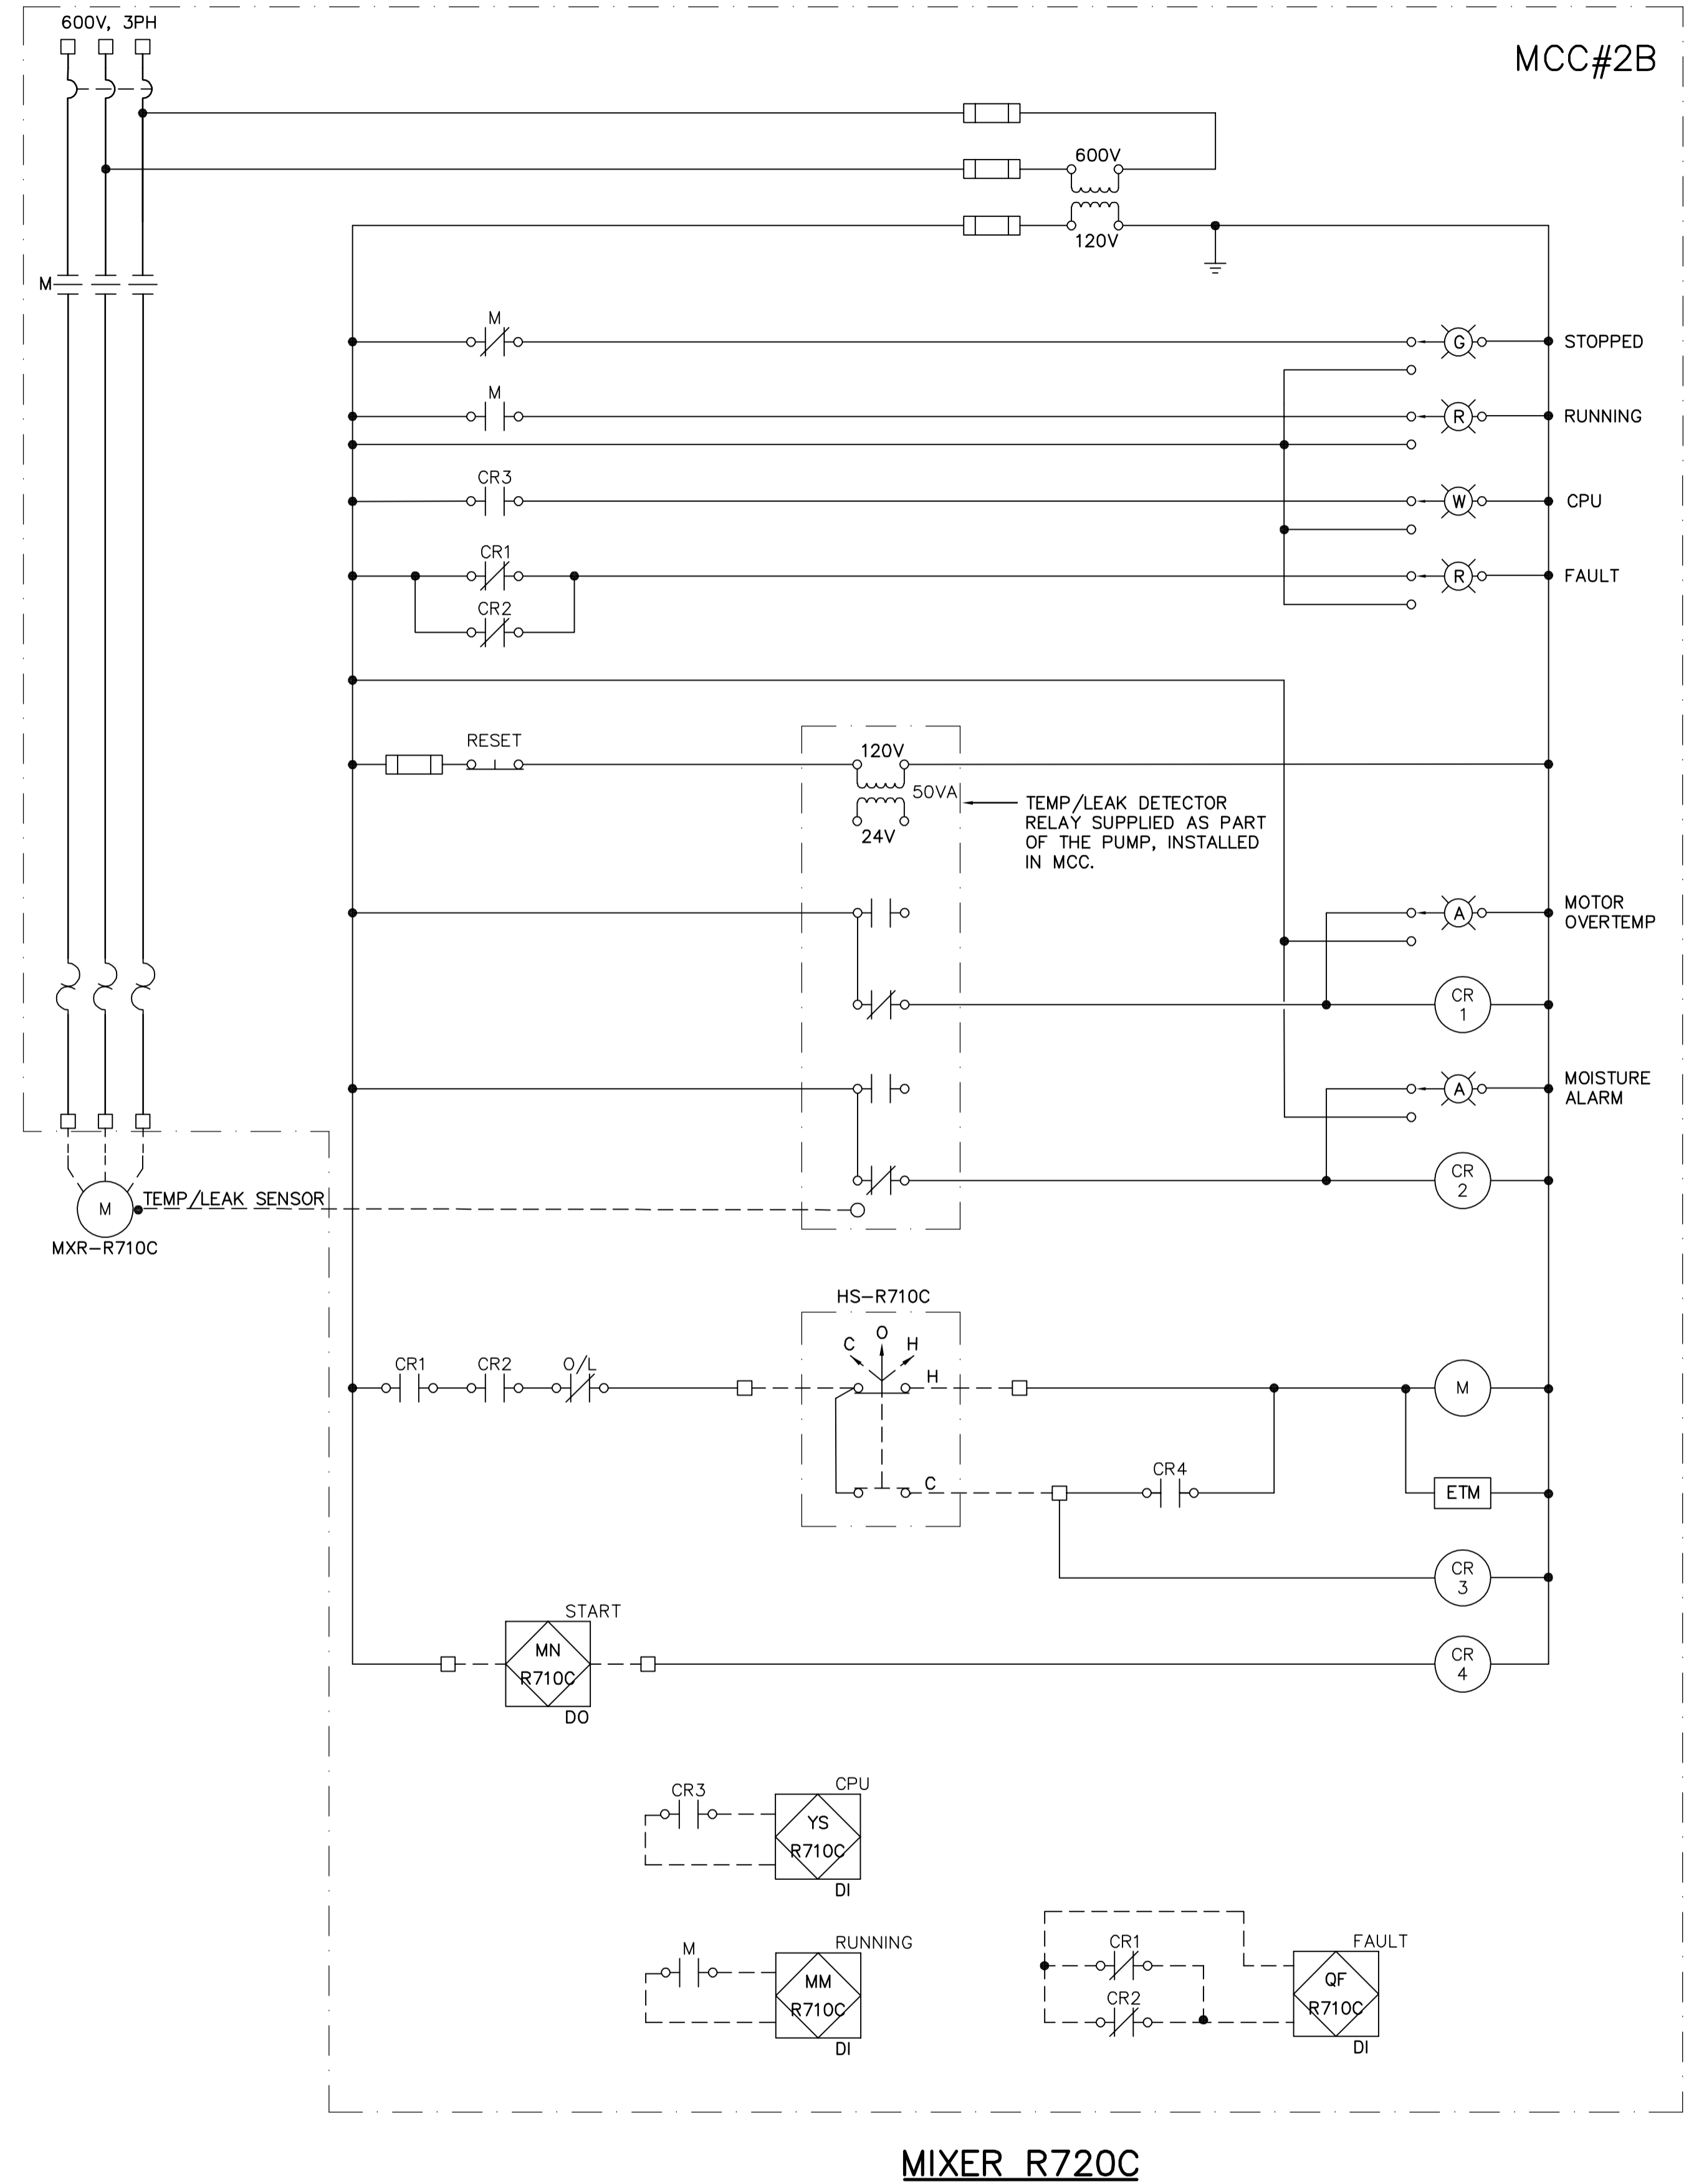 600V, 3PH
MCC#2B
600V
120V
M
M
G
STOPPED
M
R
RUNNING
CR3
W
CPU
CR1
R
FAULT
CR2
RESET
120V
50VA
24V
TEMP/LEAK DETECTOR
RELAY SUPPLIED AS PART
OF THE PUMP, INSTALLED
IN MCC.
A
MOTOR
OVERTEMP
CR
1
A
MOISTURE
ALARM
CR
2
M
TEMP/LEAK SENSOR
MXR-R710C
HS-R710C
C
O
H
CR1
CR2
O/L
H
M
C
CR4
ETM
CR
3
START
MN
R710C
DO
CR
4
CR3
CPU
YS
R710C
DI
M
RUNNING
MM
R710C
DI
CR1
CR2
FAULT
QF
R710C
DI
MIXER R720C